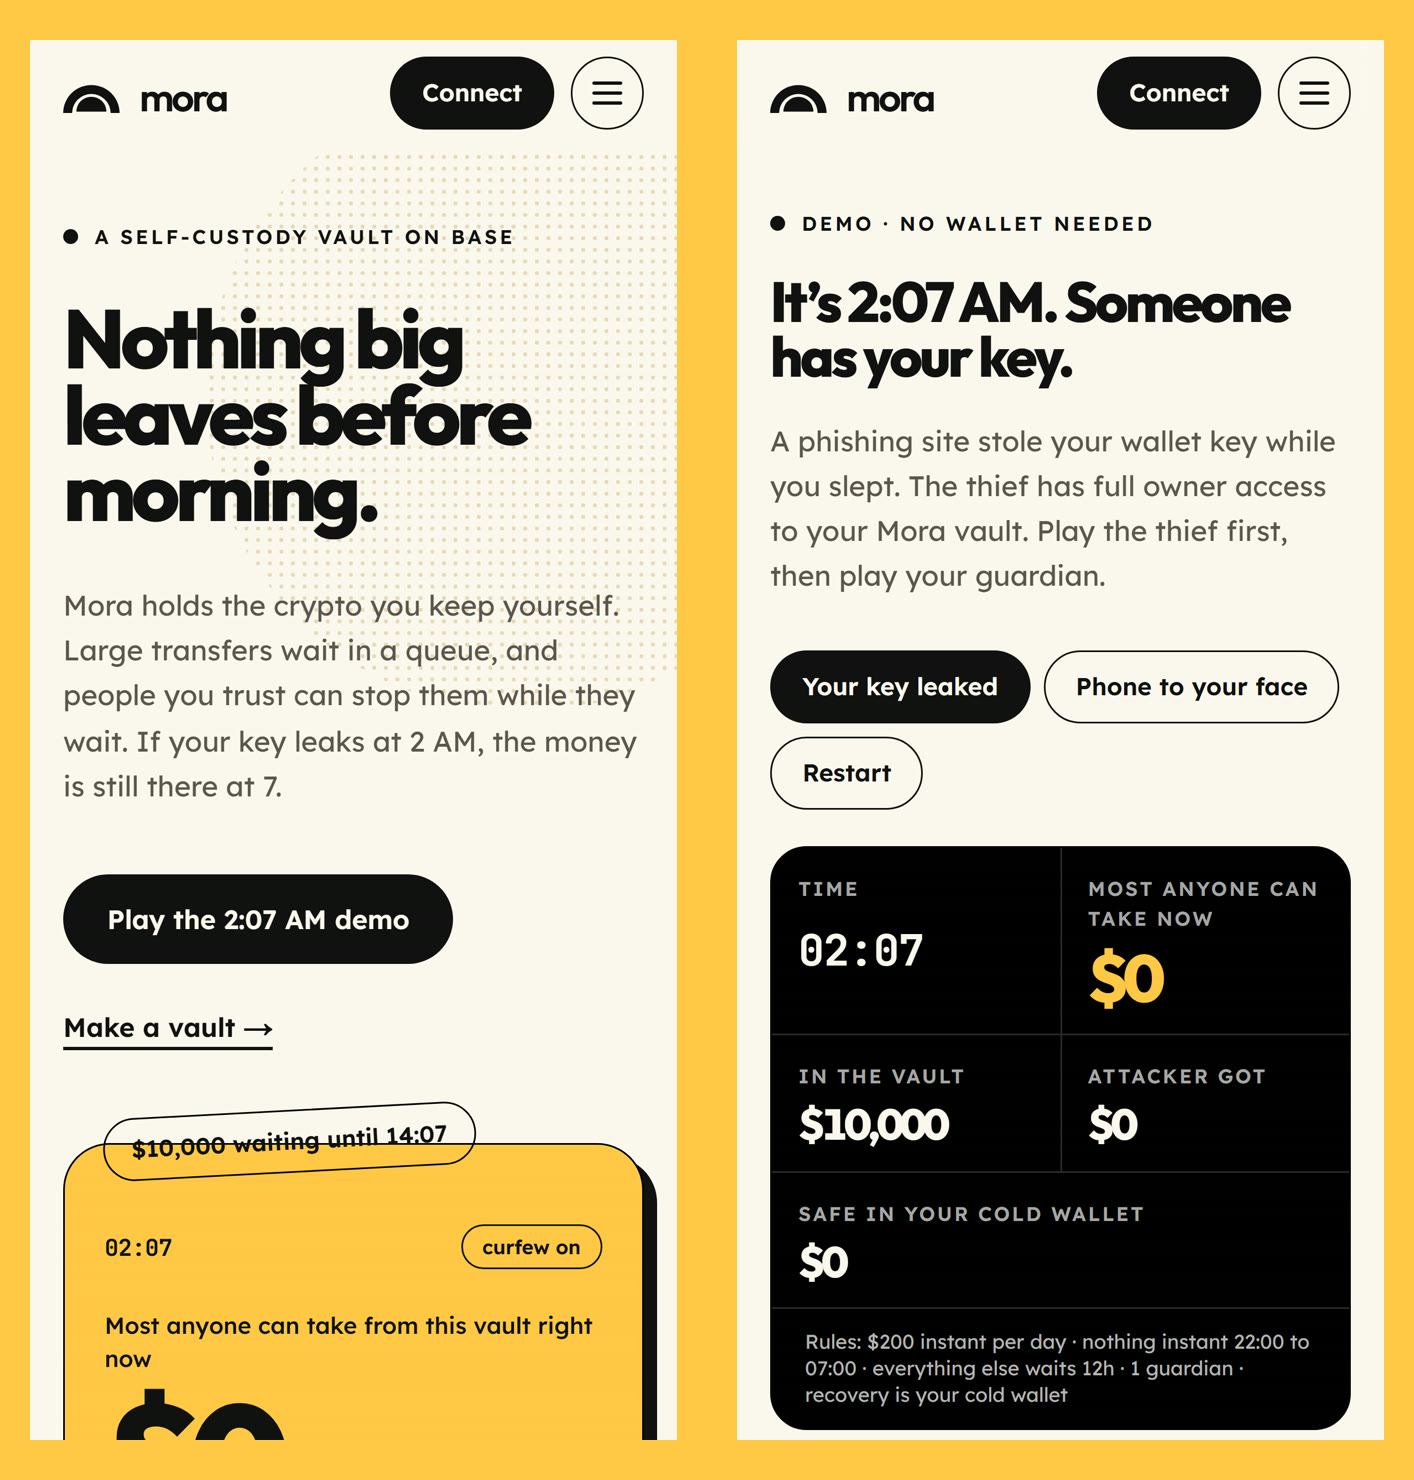 mora
Connect
A SELF-CUSTODY VAULT ON BASE
Nothing big
leaves before
morning.
Mora holds the crypto you keep yourself.
Large transfers wait in a queue, and
people you trust can stop them while they
wait. If your key leaks at 2 AM, the money
is still there at 7.
Play the 2:07 AM demo
Make a vault →
$10,000 waiting until 14:07
02:07
curfew on
Most anyone can take from this vault right
now
$0
mora
Connect
DEMO · NO WALLET NEEDED
It’s 2:07 AM. Someone
has your key.
A phishing site stole your wallet key while
you slept. The thief has full owner access
to your Mora vault. Play the thief first,
then play your guardian.
Your key leaked
Phone to your face
Restart
TIME
02:07
MOST ANYONE CAN
TAKE NOW
$0
IN THE VAULT
$10,000
ATTACKER GOT
$0
SAFE IN YOUR COLD WALLET
$0
Rules: $200 instant per day · nothing instant 22:00 to
07:00 · everything else waits 12h · 1 guardian ·
recovery is your cold wallet